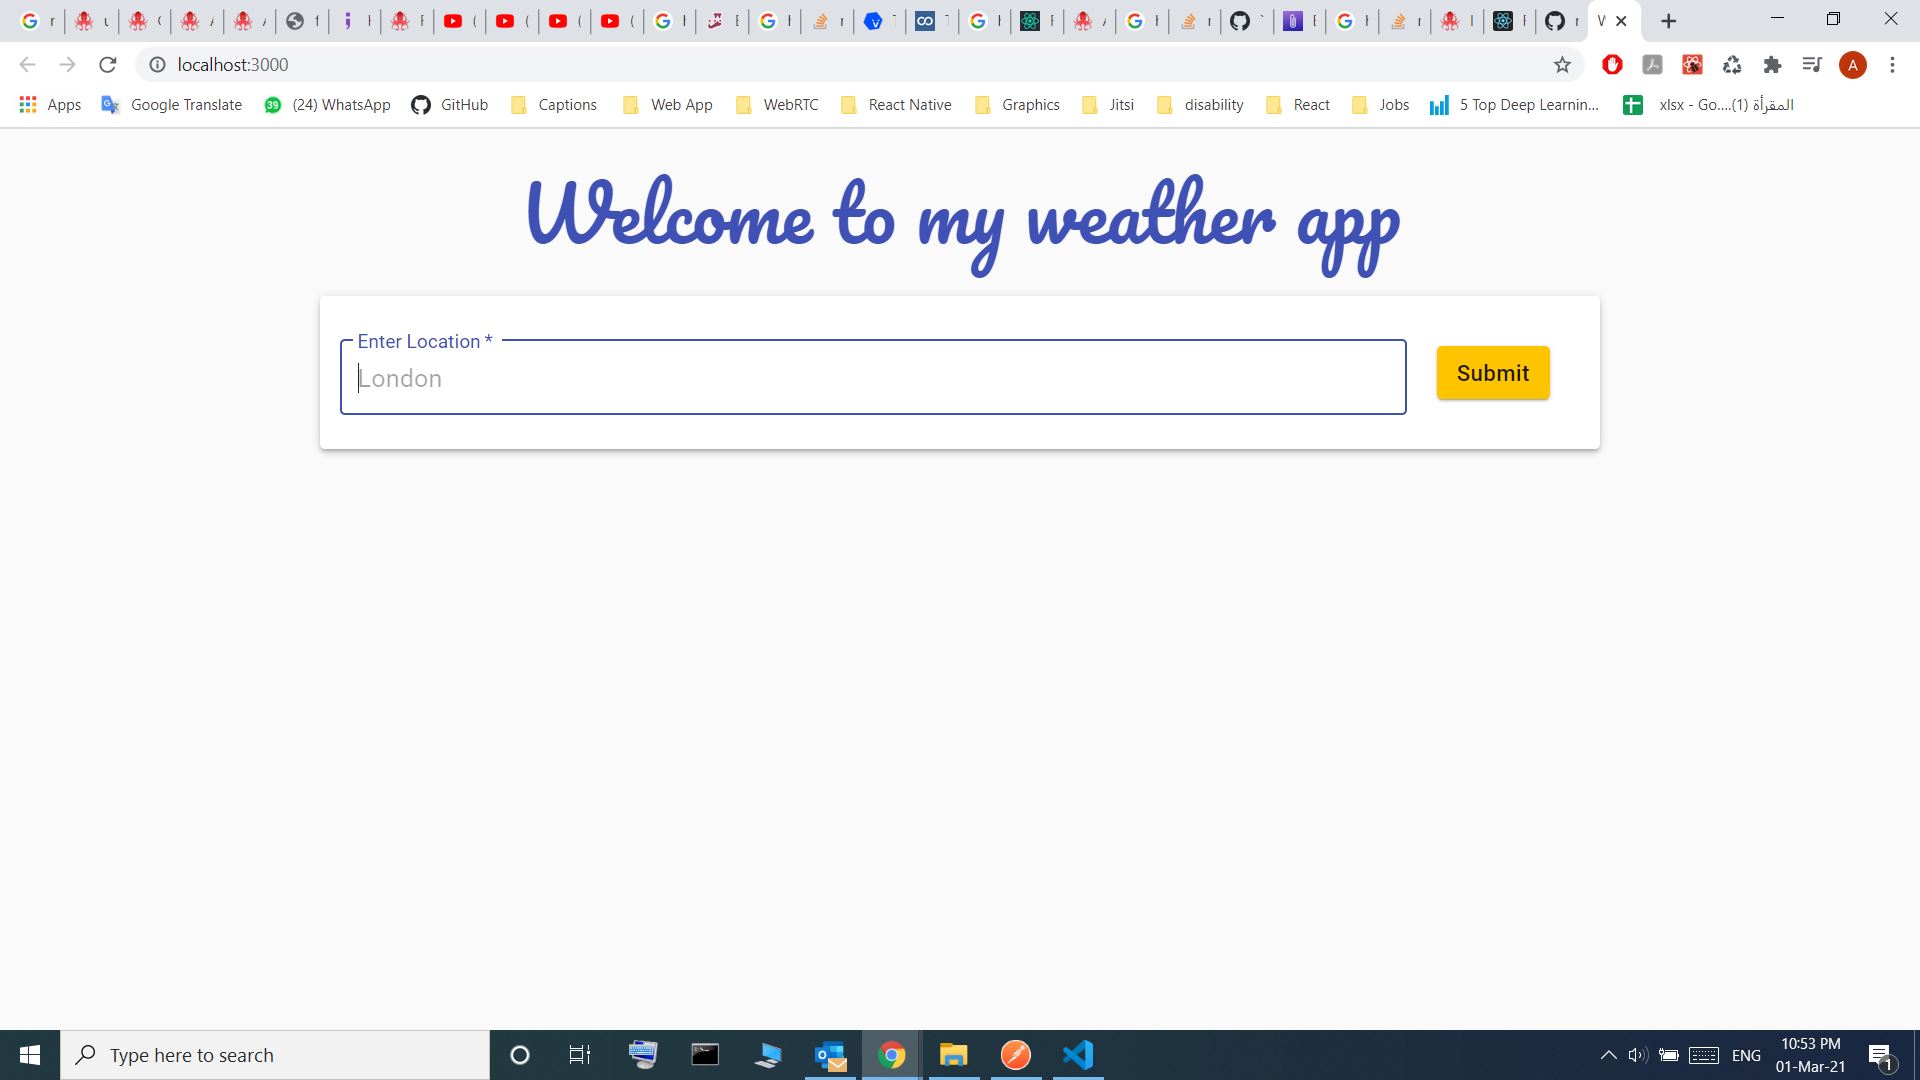 localhost:3000
Apps
Google Translate
(24) WhatsApp
GitHub
Captions
Web App
WebRTC
React Native
Graphics
Jitsi
disability
React
Jobs
5 Top Deep Learnin...
المقرأة (1)....xlsx - Go
A
39
Welcome to my weather app
Enter Location *
London
Submit
Type here to search
ENG
10:53 PM
01-Mar-21
1